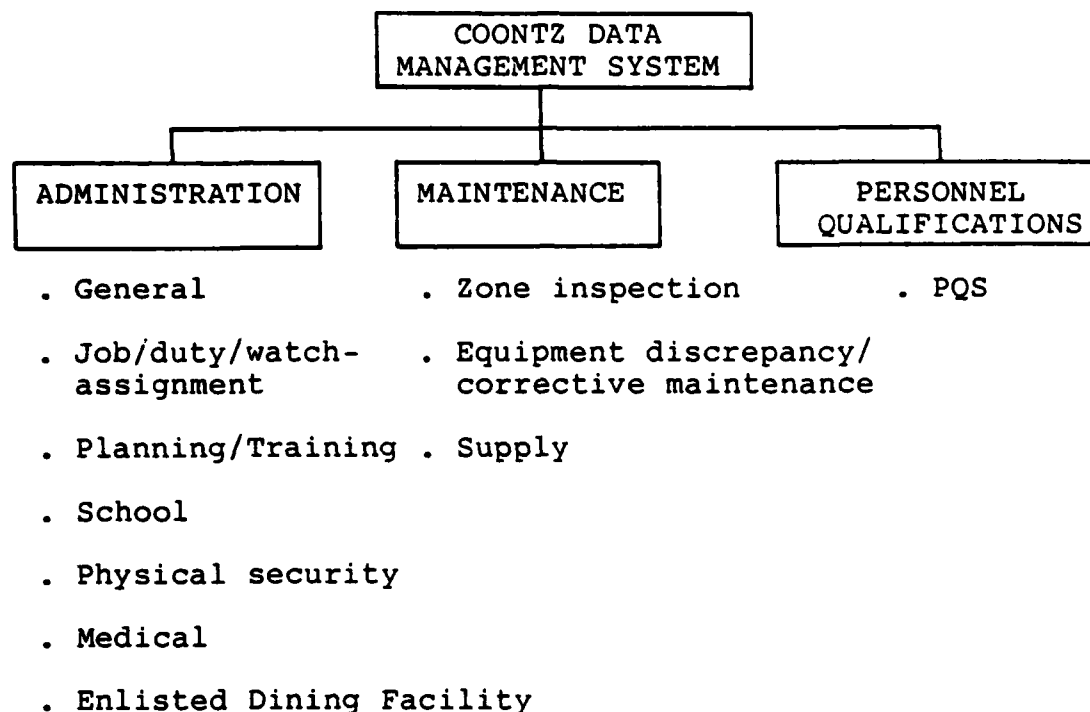 COONTZ DATA
MANAGEMENT SYSTEM
ADMINISTRATION
MAINTENANCE
PERSONNEL
QUALIFICATIONS
. General
. Job/duty/watch-
assignment
. Planning/Training
. School
. Physical security
. Medical
. Enlisted Dining Facility
. Zone inspection
. Equipment discrepancy/
corrective maintenance
. Supply
. PQS